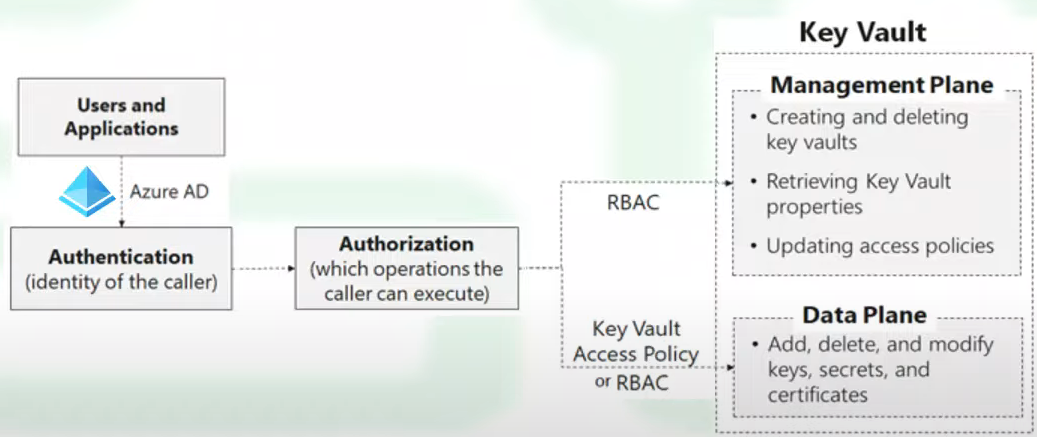 Key Vault
Users and
Applications
Azure AD
Authentication
(identity of the caller)
Authorization
(which operations the
caller can execute)
RBAC
Key Vault
Access Policy
or RBAC
Management Plane
• Creating and deleting
key vaults
• Retrieving Key Vault
properties
• Updating access policies
Data Plane
• Add, delete, and modify
keys, secrets, and
certificates